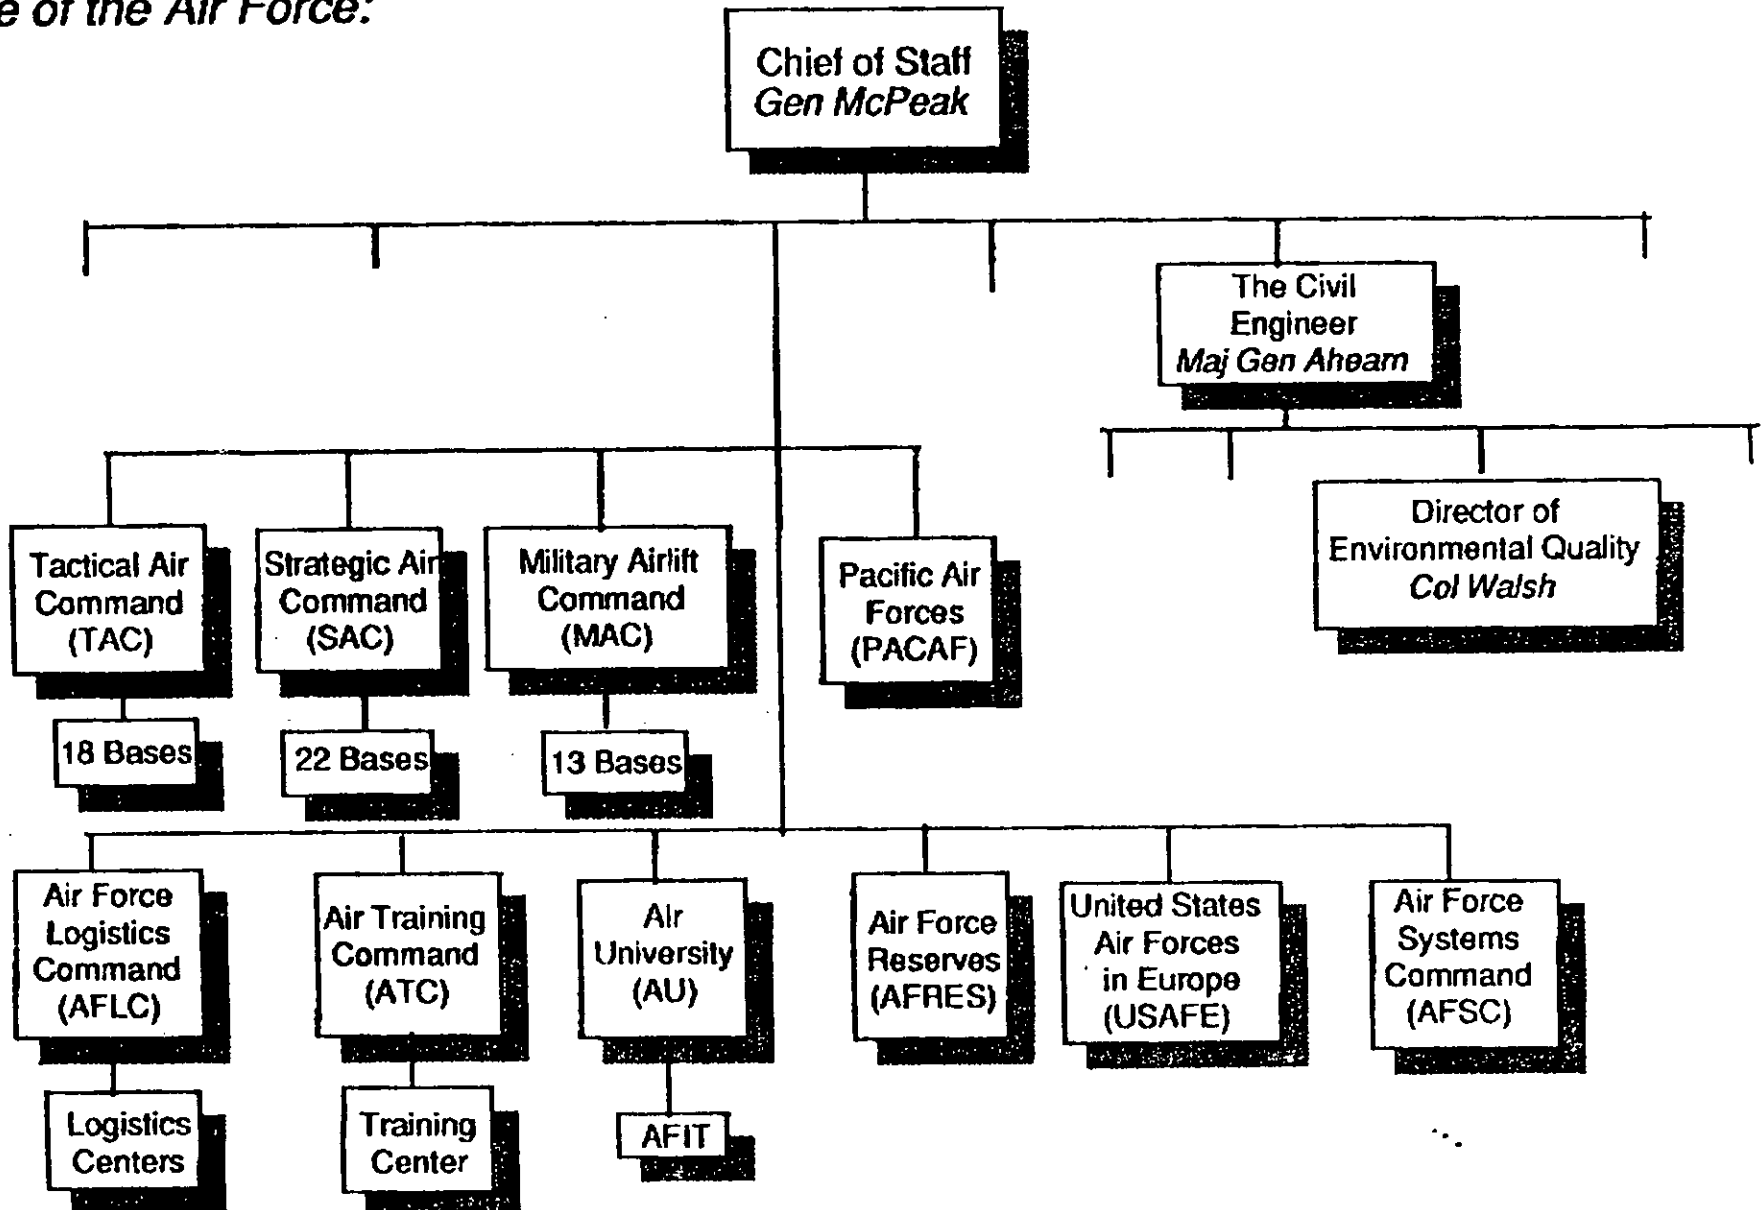 e of the Air Force:
Chief of Staff
Gen McPeak
The Civil
Engineer
Maj Gen Ahearn
Director of
Environmental Quality
Col Walsh
Tactical Air
Command
(TAC)
Strategic Air
Command
(SAC)
Military Airlift
Command
(MAC)
Pacific Air
Forces
(PACAF)
18 Bases
22 Bases
13 Bases
Air Force
Logistics
Command
(AFLC)
Air Training
Command
(ATC)
Air
University
(AU)
Air Force
Reserves
(AFRES)
United States
Air Forces
in Europe
(USAFE)
Air Force
Systems
Command
(AFSC)
Logistics
Centers
Training
Center
AFIT